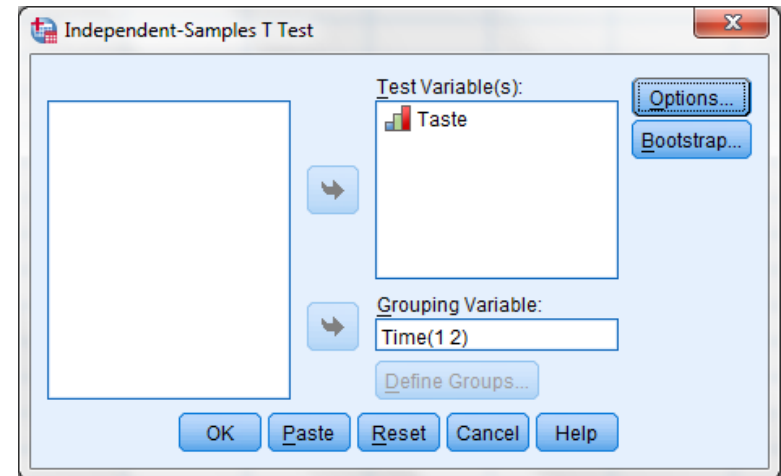 Independent-Samples T Test
Test Variable(s):
Taste
Options...
Bootstrap...
Grouping Variable:
Time(1 2)
Define Groups...
OK Paste Reset Cancel Help